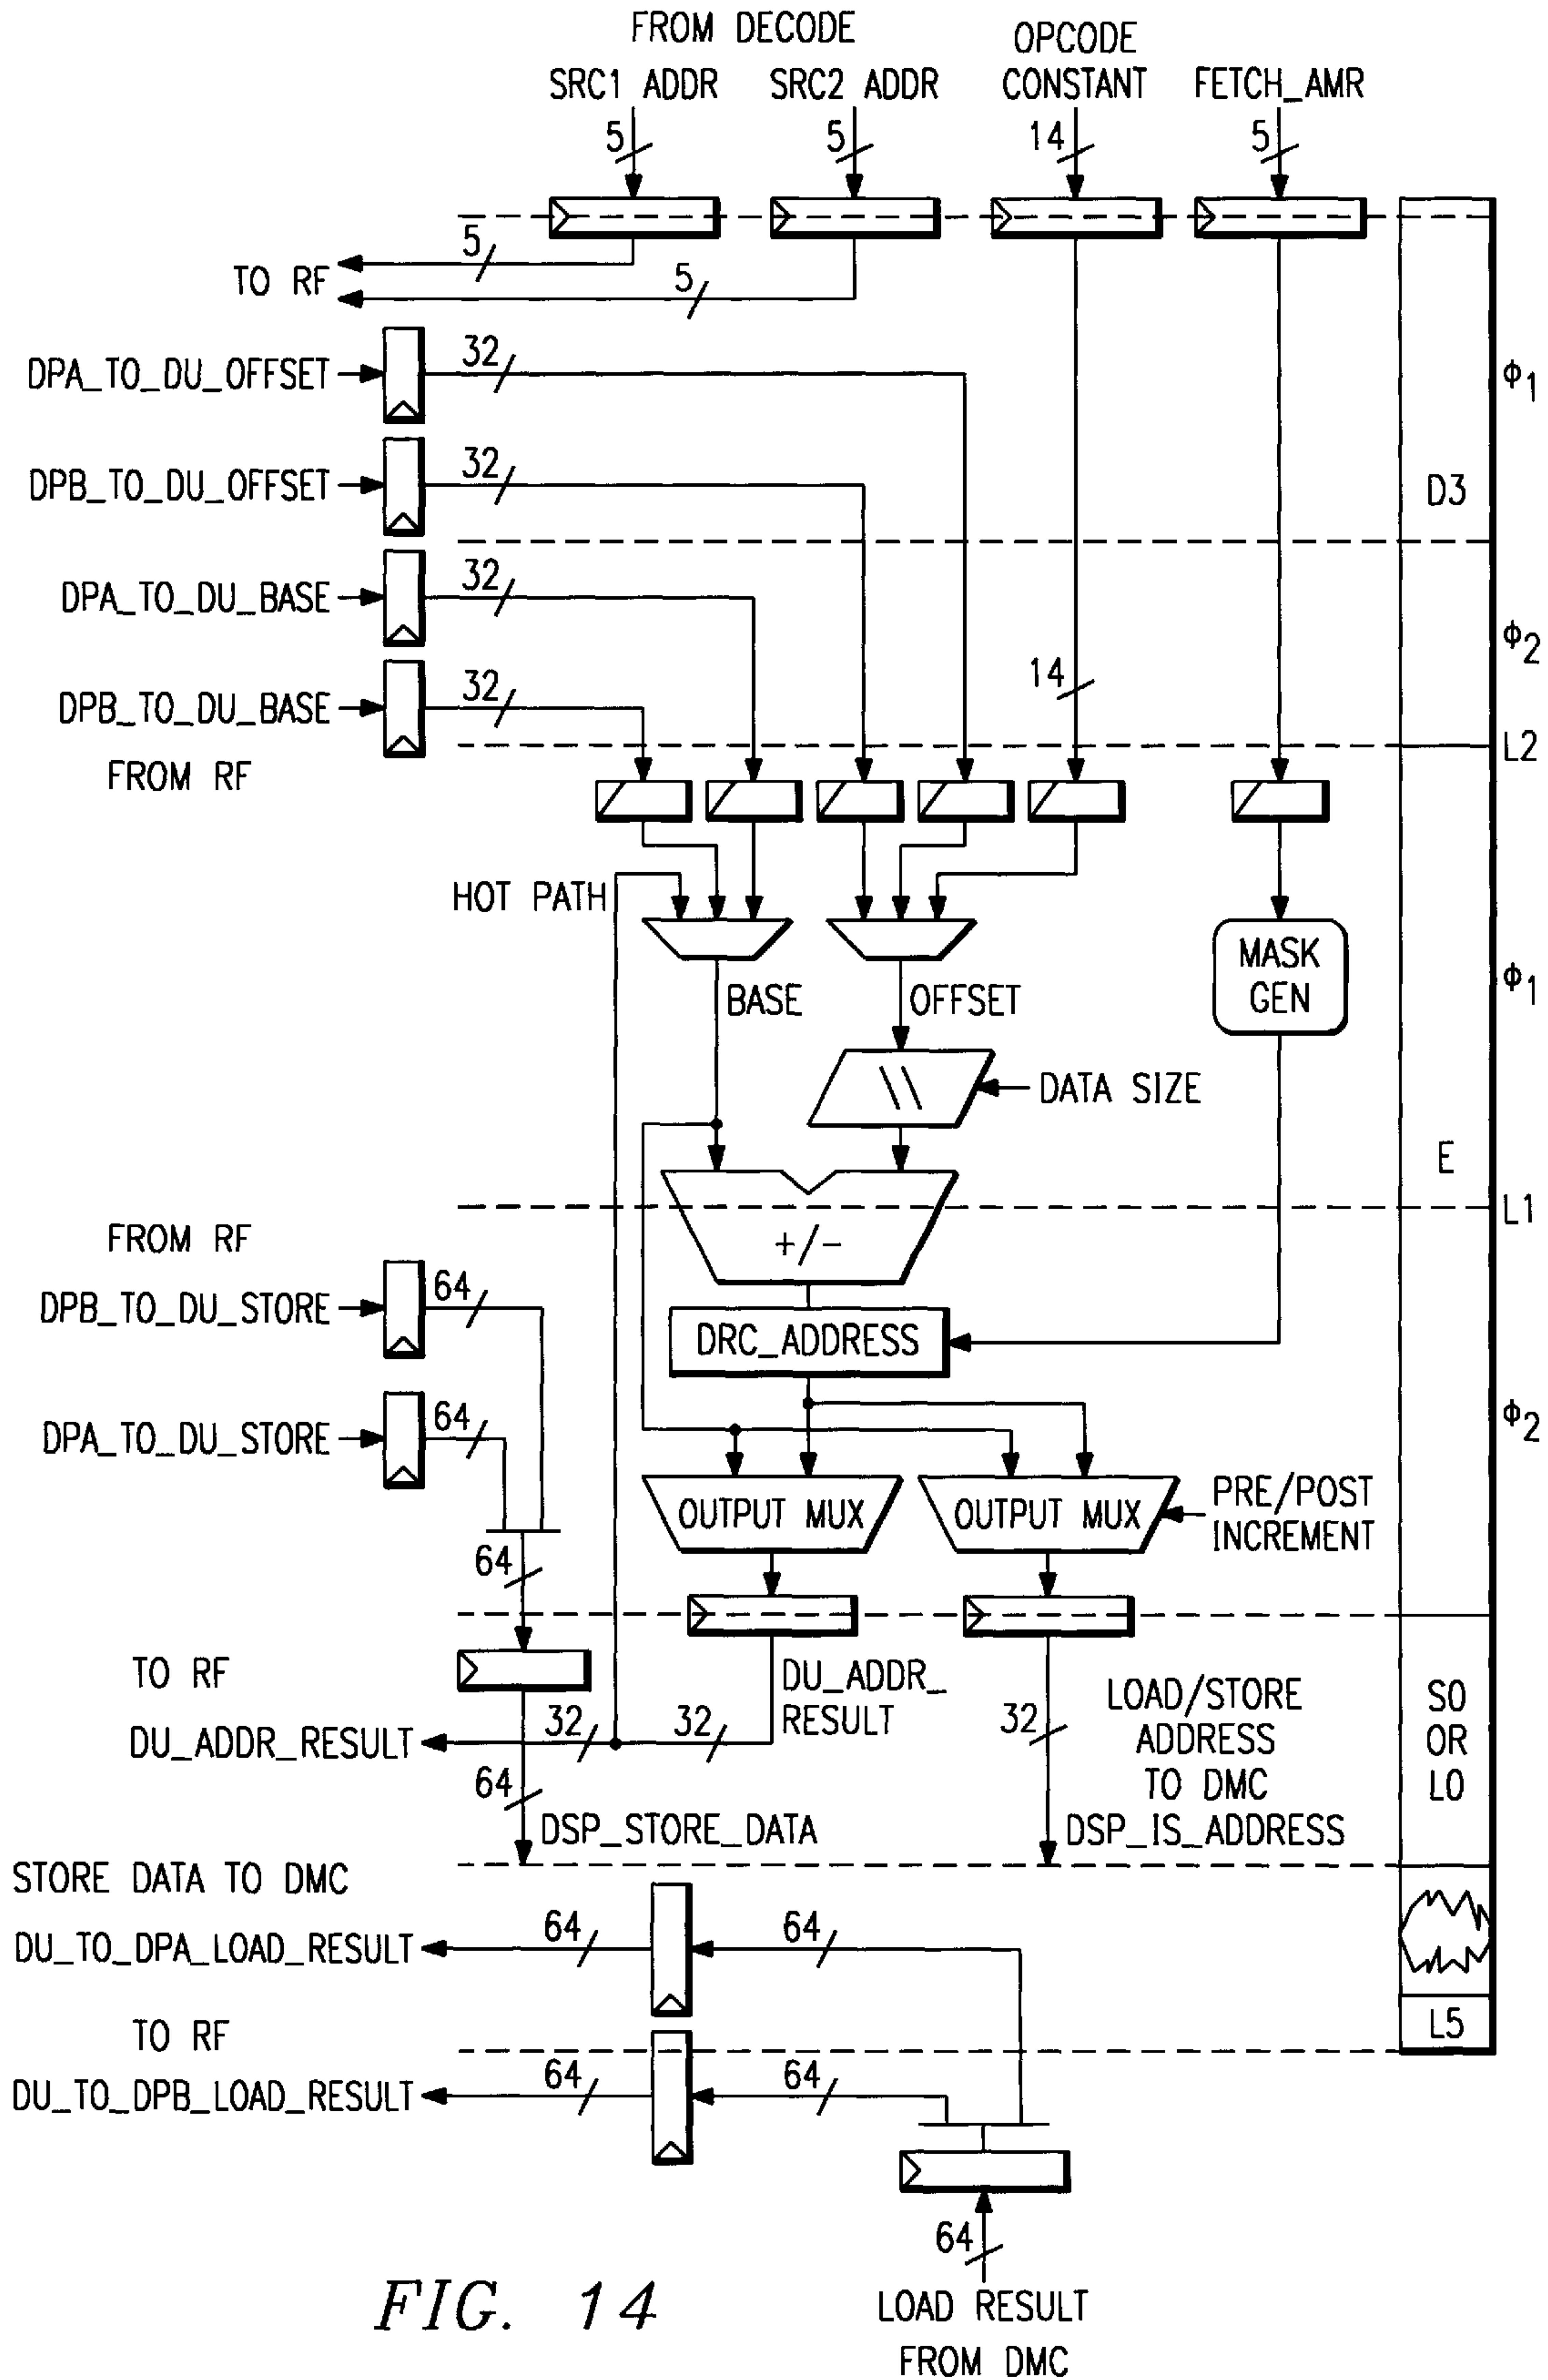 FROM DECODE
OPCODE
SRC1 ADDR SRC2 ADDR CONSTANT FETCH_AMR
5 5 14 5
5
TO RF
5
DPA_TO_DU_OFFSET 32 Φ1
DPB_TO_DU_OFFSET 32 D3
DPA_TO_DU_BASE 32
Φ2
14
DPB_TO_DU_BASE 32
L2
FROM RF
HOT PATH
MASK
GEN
Φ1
BASE OFFSET
\\ DATA SIZE
E
L1
FROM RF
+/−
DPB_TO_DU_STORE 64
DRC_ADDRESS
DPA_TO_DU_STORE 64 Φ2
OUTPUT MUX OUTPUT MUX PRE/POST
INCREMENT
64
TO RF
DU_ADDR_
RESULT
LOAD/STORE
ADDRESS
TO DMC
DSP_IS_ADDRESS
S0
OR
L0
32 32 32
DU_ADDR_RESULT
64
DSP_STORE_DATA
STORE DATA TO DMC
DU_TO_DPA_LOAD_RESULT 64 64
TO RF
L5
DU_TO_DPB_LOAD_RESULT 64 64
64
FIG. 14
LOAD RESULT
FROM DMC